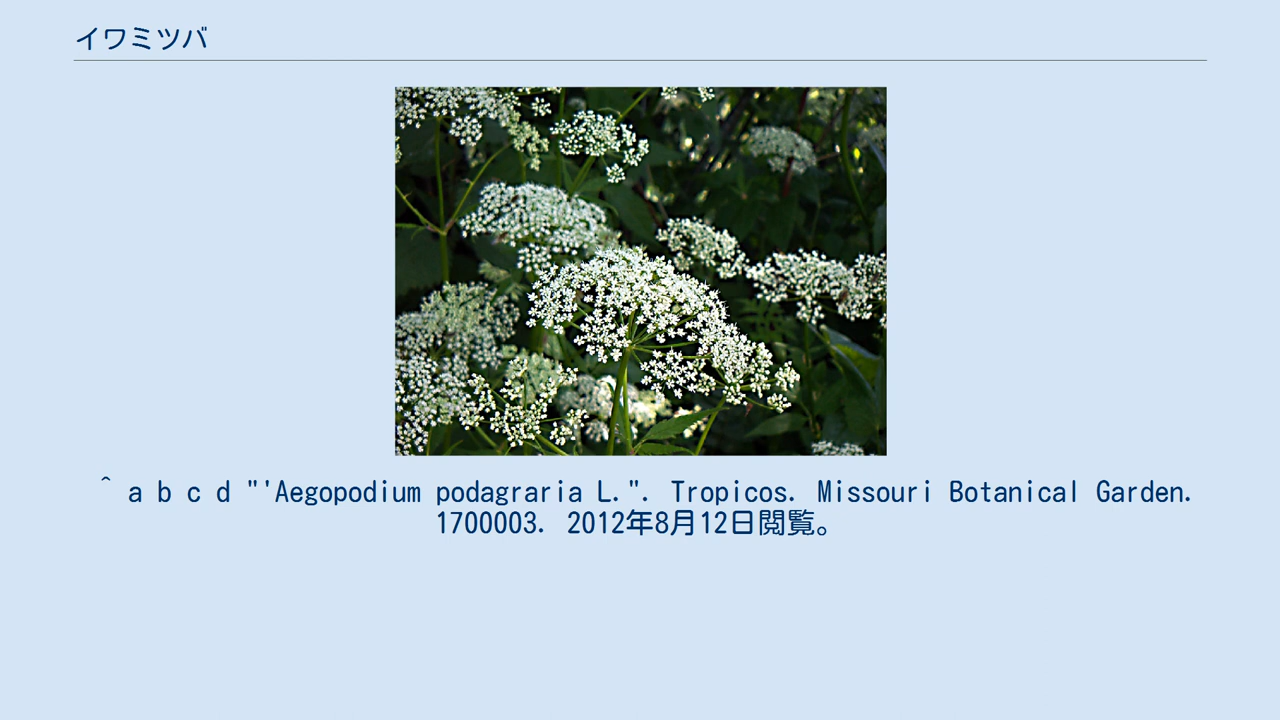 イワミツバ
^ a b c d "'Aegopodium podagraria L.". Tropicos. Missouri Botanical Garden.
1700003. 2012年8月12日閲覧。